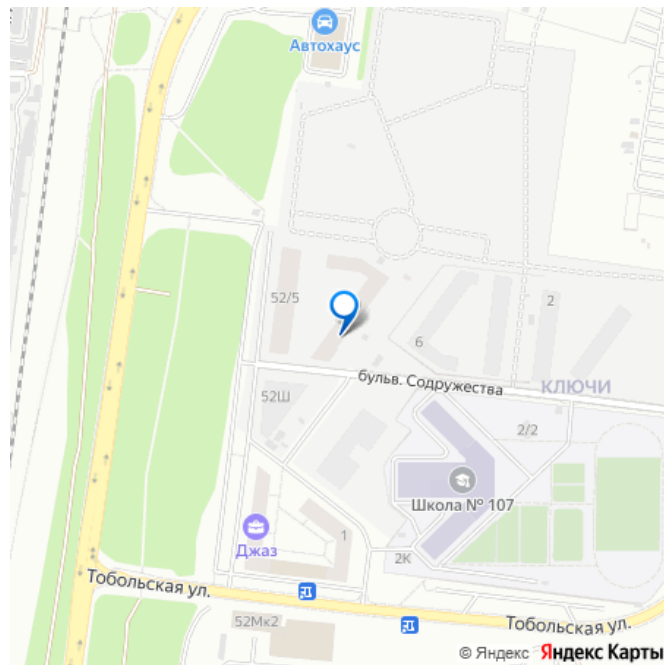 52
Автохаус
52/5
2
6
бульв. Содружества
КЛЮЧИ
52Ш
2/2
Школа № 107
1
Джаз
2К
Тобольская ул.
52Мк2
Тобольская ул.
© Яндекс Яндекс Карты